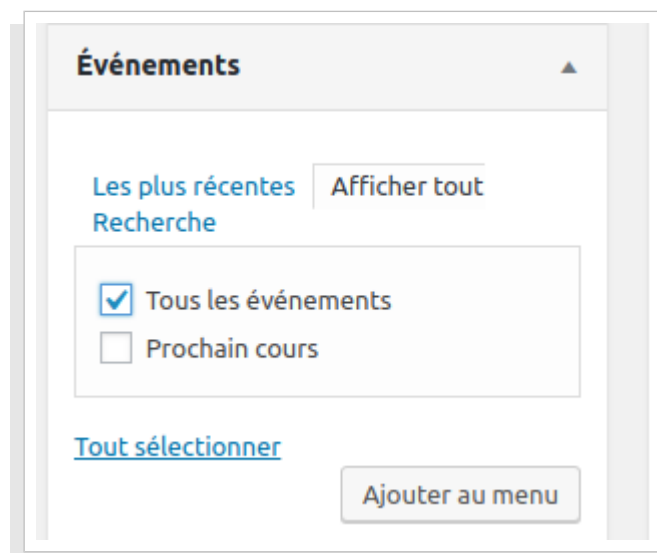 Événements
Les plus récentes Afficher tout
Recherche
Tous les événements
Prochain cours
Tout sélectionner
Ajouter au menu